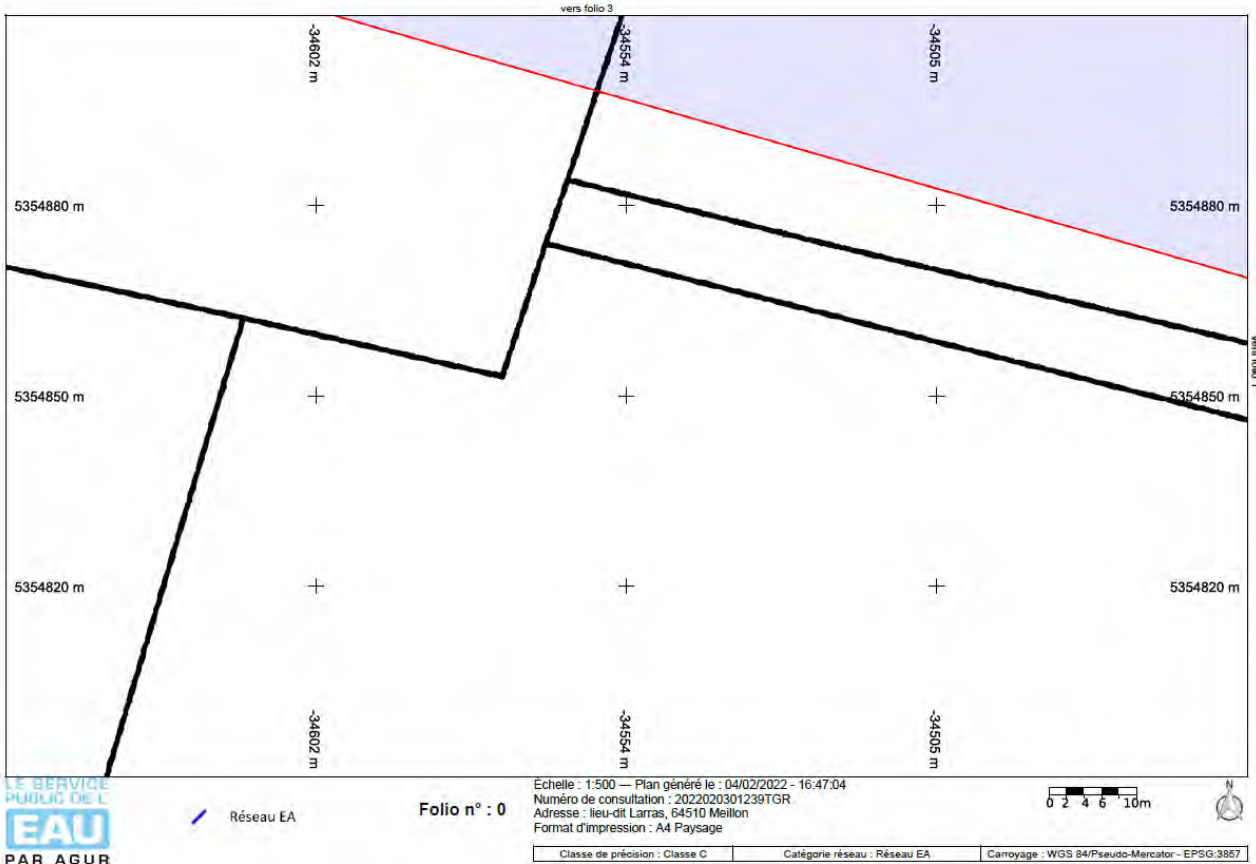 vers folio 3
-34602 m
-34554 m
-34505 m
5354880 m
5354880 m
5354850 m
5354850 m
5354820 m
5354820 m
-34602 m
-34554 m
-34505 m
LE SERVICE
PUBLIC DE L'
EAU
PAR AGUR
Réseau EA
Folio n° : 0
Échelle : 1:500 — Plan généré le : 04/02/2022 - 16:47:04
Numéro de consultation : 2022020301239TGR
Adresse : lieu-dit Larras, 64510 Meillon
Format d'impression : A4 Paysage
0 2 4 6 10m
N
Classe de précision : Classe C
Catégorie réseau : Réseau EA
Carroyage : WGS 84/Pseudo-Mercator - EPSG:3857